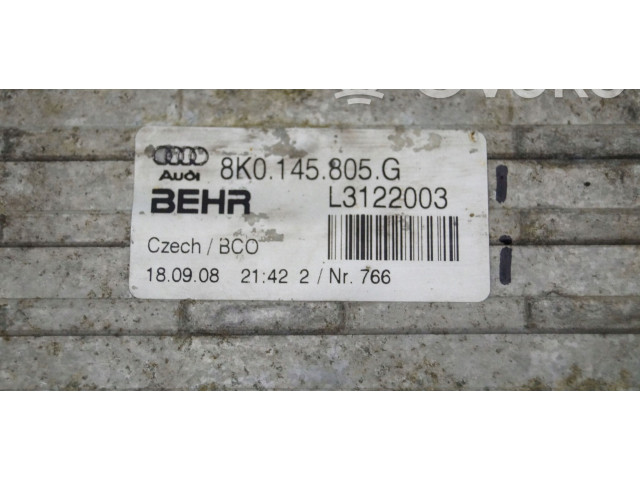 Audi 8K0.145.805.G
BEHR L3122003
Czech / BCO
18.09.08 21:42 2 / Nr. 766